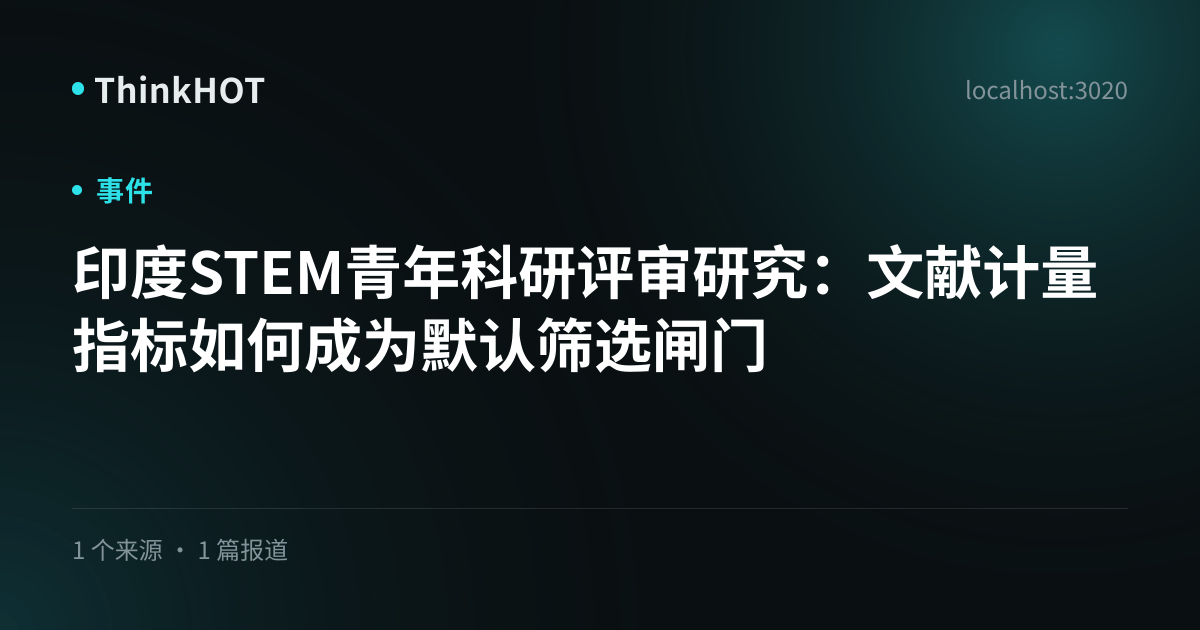 ThinkHOT
localhost:3020
事件
印度STEM青年科研评审研究：文献计量
指标如何成为默认筛选闸门
1 个来源 · 1 篇报道